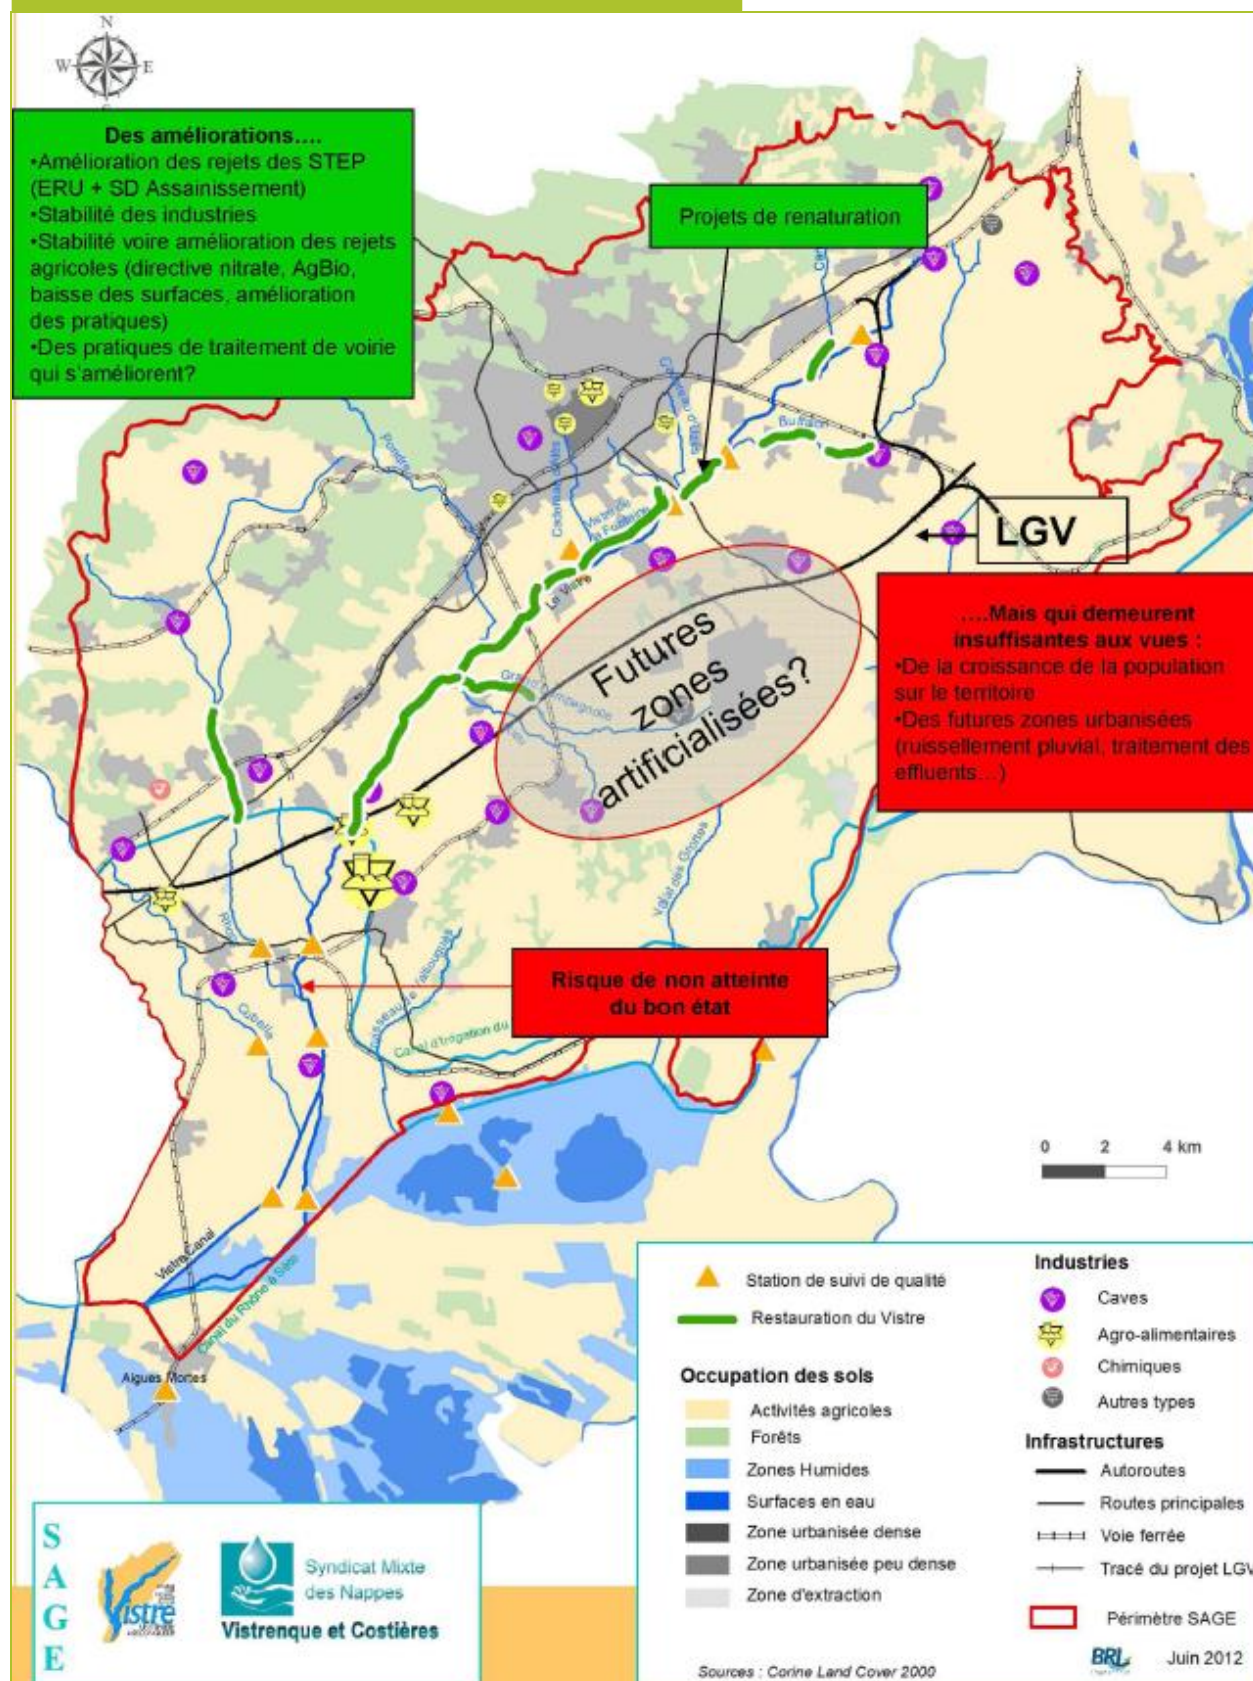 N
W
E
Des améliorations....
•Amélioration des rejets des STEP
(ERU + SD Assainissement)
•Stabilité des industries
•Stabilité voire amélioration des rejets
agricoles (directive nitrate, AgBio,
baisse des surfaces, amélioration
des pratiques)
•Des pratiques de traitement de voirie
qui s'améliorent?
Projets de renaturation
Buffalon
Vistre de
la Fontaine
Le Vistre
LGV
Futures
zones
artificialisées?
....Mais qui demeurent
insuffisantes aux vues :
•De la croissance de la population
sur le territoire
•Des futures zones urbanisées
(ruissellement pluvial, traitement des
effluents...)
Valat des Grottes
Risque de non atteinte
du bon état
Cubelle
Canal d'Irrigation du
0 2 4 km
Vistre Canal
Canal du Rhône à Sète
Aigues Mortes
Station de suivi de qualité
Restauration du Vistre
Occupation des sols
Activités agricoles
Forêts
Zones Humides
Surfaces en eau
Zone urbanisée dense
Zone urbanisée peu dense
Zone d'extraction
Industries
Caves
Agro-alimentaires
Chimiques
Autres types
Infrastructures
Autoroutes
Routes principales
Voie ferrée
Tracé du projet LGV
Périmètre SAGE
BRL
Juin 2012
Sources : Corine Land Cover 2000
SAGE
Vistre
Syndicat Mixte
des Nappes
Vistrenque et Costières